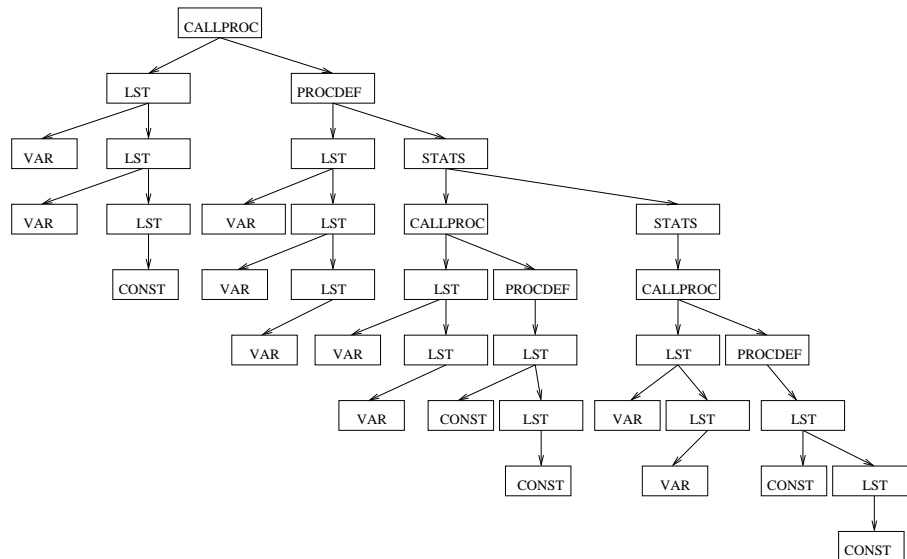 CALLPROC
LST PROCDEF
VAR LST LST STATS
VAR LST VAR LST CALLPROC STATS
CONST VAR LST LST PROCDEF CALLPROC
VAR VAR LST LST LST PROCDEF
VAR CONST LST VAR LST LST
CONST VAR CONST LST
CONST